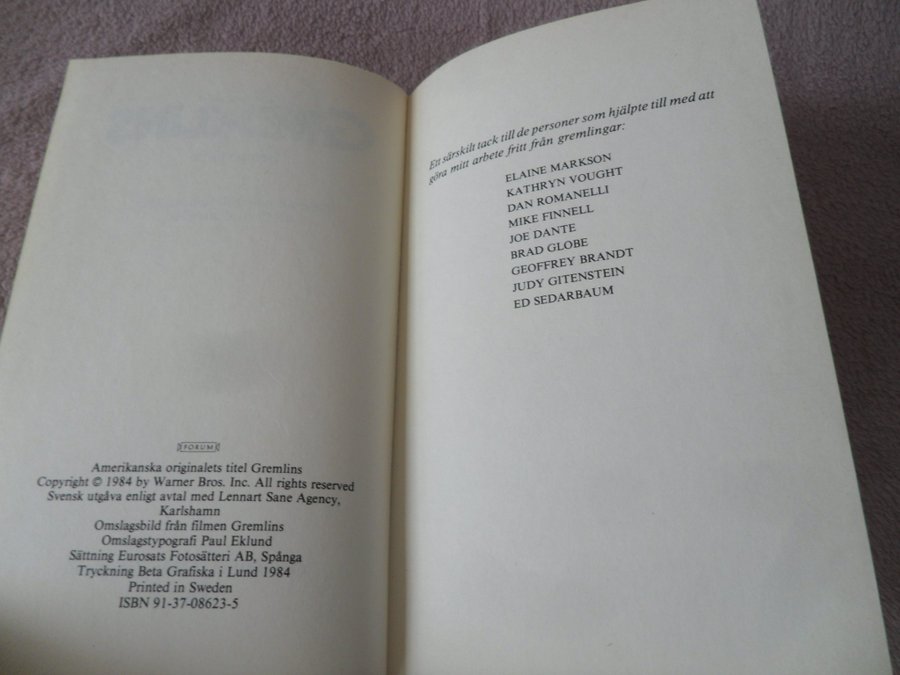 FORUM
Amerikanska originalets titel Gremlins
Copyright © 1984 by Warner Bros. Inc. All rights reserved
Svensk utgåva enligt avtal med Lennart Sane Agency,
Karlshamn
Omslagsbild från filmen Gremlins
Omslagstypografi Paul Eklund
Sättning Eurosats Fotosätteri AB, Spånga
Tryckning Beta Grafiska i Lund 1984
Printed in Sweden
ISBN 91-37-08623-5
Ett särskilt tack till de personer som hjälpte till med att
göra mitt arbete fritt från gremlingar:
ELAINE MARKSON
KATHRYN VOUGHT
DAN ROMANELLI
MIKE FINNELL
JOE DANTE
BRAD GLOBE
GEOFFREY BRANDT
JUDY GITENSTEIN
ED SEDARBAUM